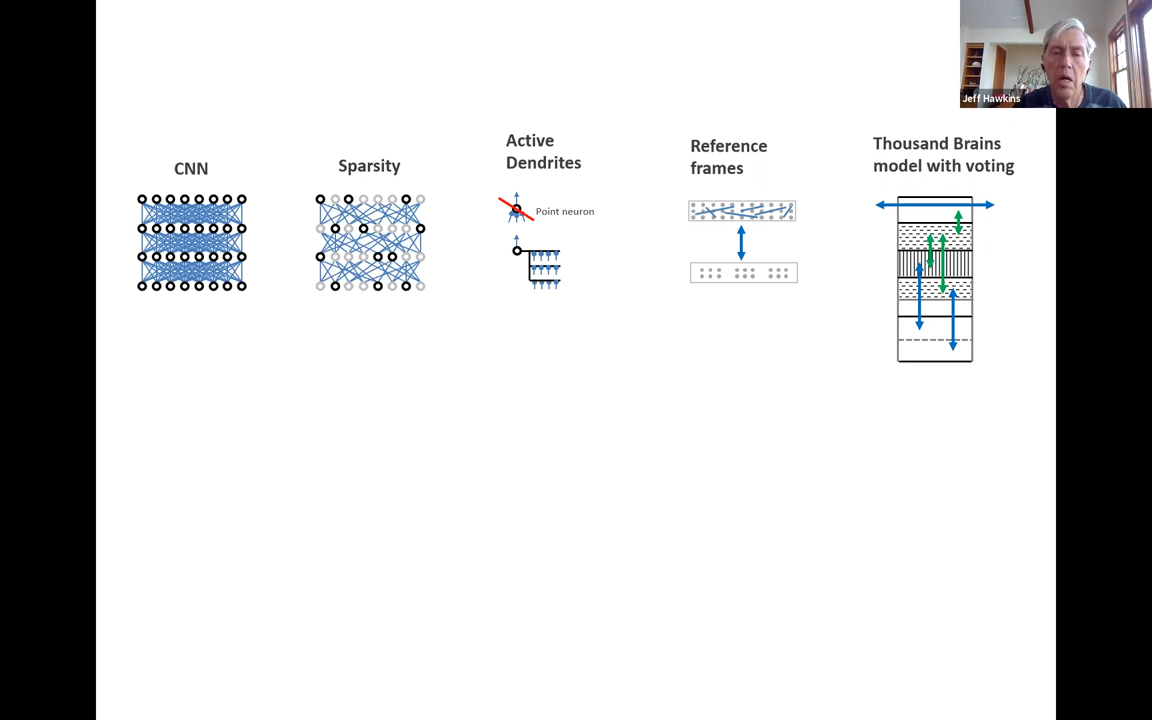 Jeff Hawkins
CNN
Sparsity
Active
Dendrites
Point neuron
Reference
frames
Thousand Brains
model with voting